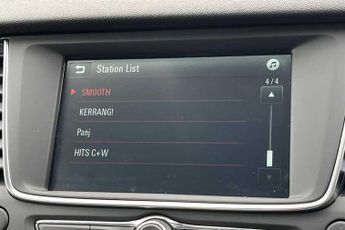 Station List
4/4
SMOOTH
KERRANG!
Panj
HITS C+W